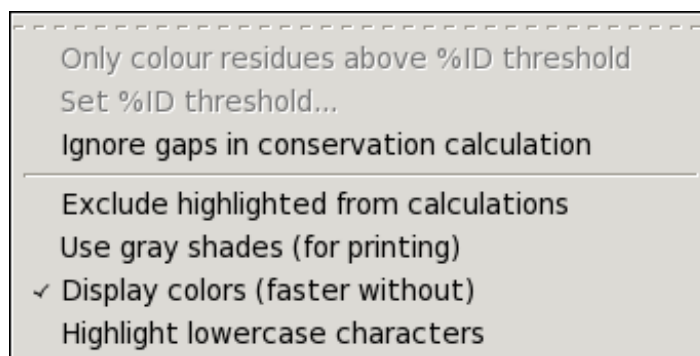 Only colour residues above %ID threshold
Set %ID threshold...
Ignore gaps in conservation calculation
Exclude highlighted from calculations
Use gray shades (for printing)
Display colors (faster without)
Highlight lowercase characters